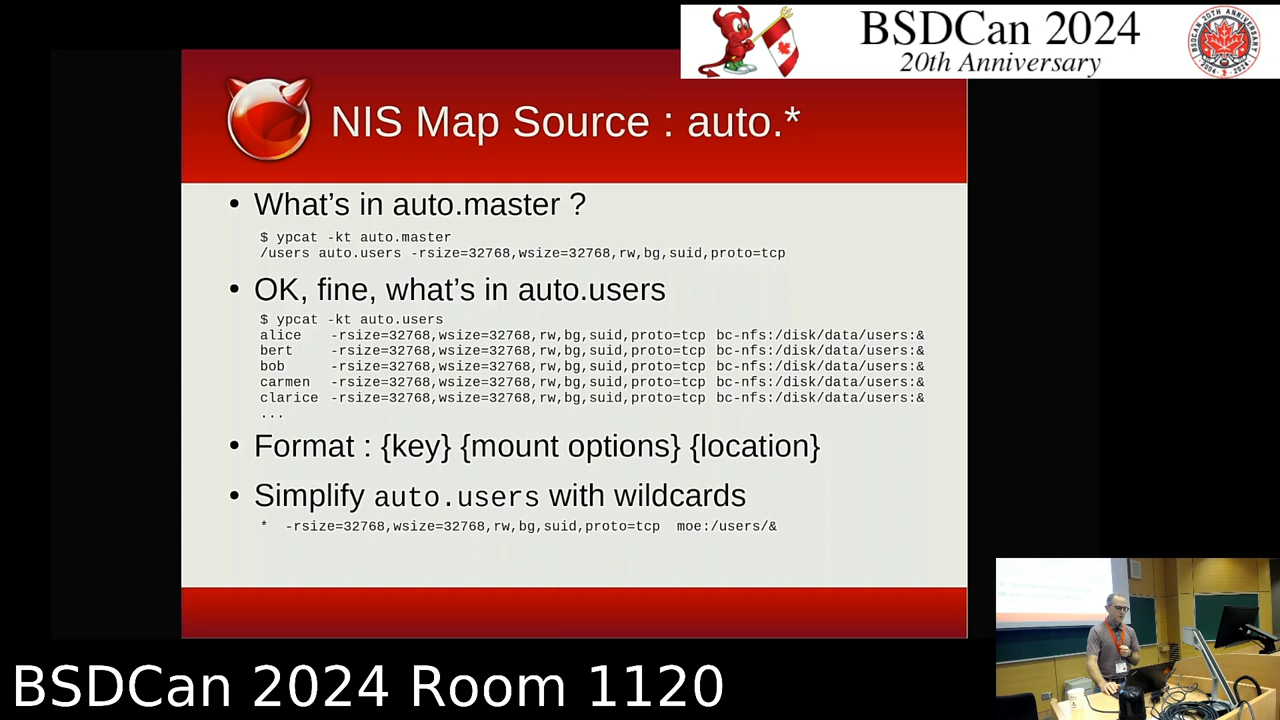 BSDCan 2024
20th Anniversary
NIS Map Source : auto.*
• What’s in auto.master ?
$ ypcat -kt auto.master
/users auto.users -rsize=32768,wsize=32768,rw,bg,suid,proto=tcp
• OK, fine, what’s in auto.users
$ ypcat -kt auto.users
alice -rsize=32768,wsize=32768,rw,bg,suid,proto=tcp bc-nfs:/disk/data/users:&
bert -rsize=32768,wsize=32768,rw,bg,suid,proto=tcp bc-nfs:/disk/data/users:&
bob -rsize=32768,wsize=32768,rw,bg,suid,proto=tcp bc-nfs:/disk/data/users:&
carmen -rsize=32768,wsize=32768,rw,bg,suid,proto=tcp bc-nfs:/disk/data/users:&
clarice -rsize=32768,wsize=32768,rw,bg,suid,proto=tcp bc-nfs:/disk/data/users:&
...
• Format : {key} {mount options} {location}
• Simplify auto.users with wildcards
* -rsize=32768,wsize=32768,rw,bg,suid,proto=tcp moe:/users/&
BSDCan 2024 Room 1120